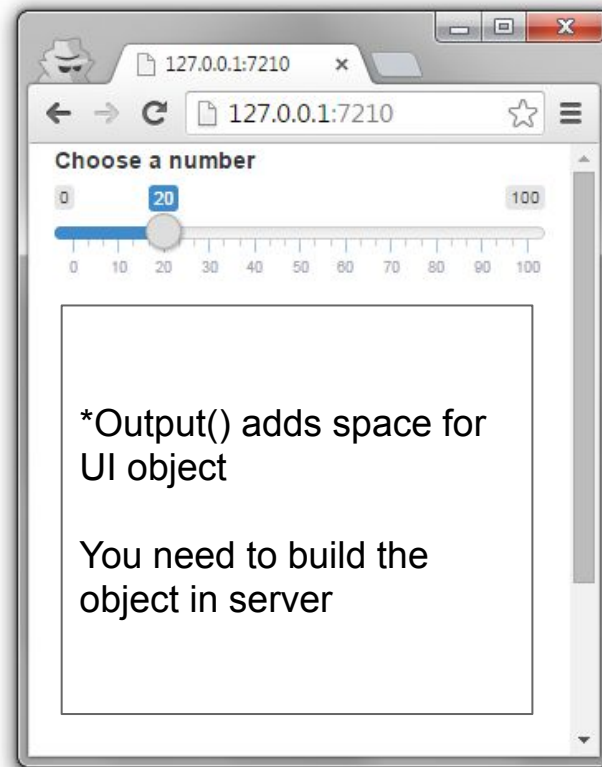 127.0.0.1:7210
127.0.0.1:7210
Choose a number
0 20 100
0 10 20 30 40 50 60 70 80 90 100
*Output() adds space for
UI object
You need to build the
object in server